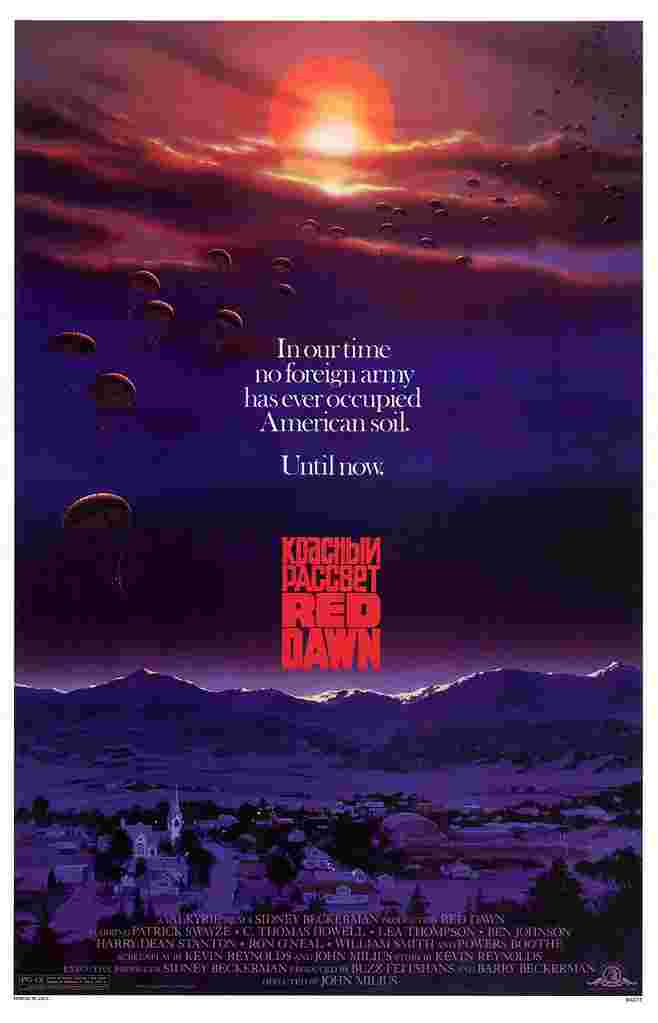 In our time
no foreign army
has ever occupied
American soil.
Until now.
КРАСНЫЙ
РАССВЕТ
RED
DAWN
A VALKYRIE FILM A SIDNEY BECKERMAN PRODUCTION RED DAWN
STARRING PATRICK SWAYZE • C. THOMAS HOWELL • LEA THOMPSON • BEN JOHNSON
HARRY DEAN STANTON • RON O'NEAL • WILLIAM SMITH AND POWERS BOOTHE
SCREENPLAY BY KEVIN REYNOLDS AND JOHN MILIUS STORY BY KEVIN REYNOLDS
EXECUTIVE PRODUCER SIDNEY BECKERMAN PRODUCED BY BUZZ FEITSHANS AND BARRY BECKERMAN
DIRECTED BY JOHN MILIUS
PG-13